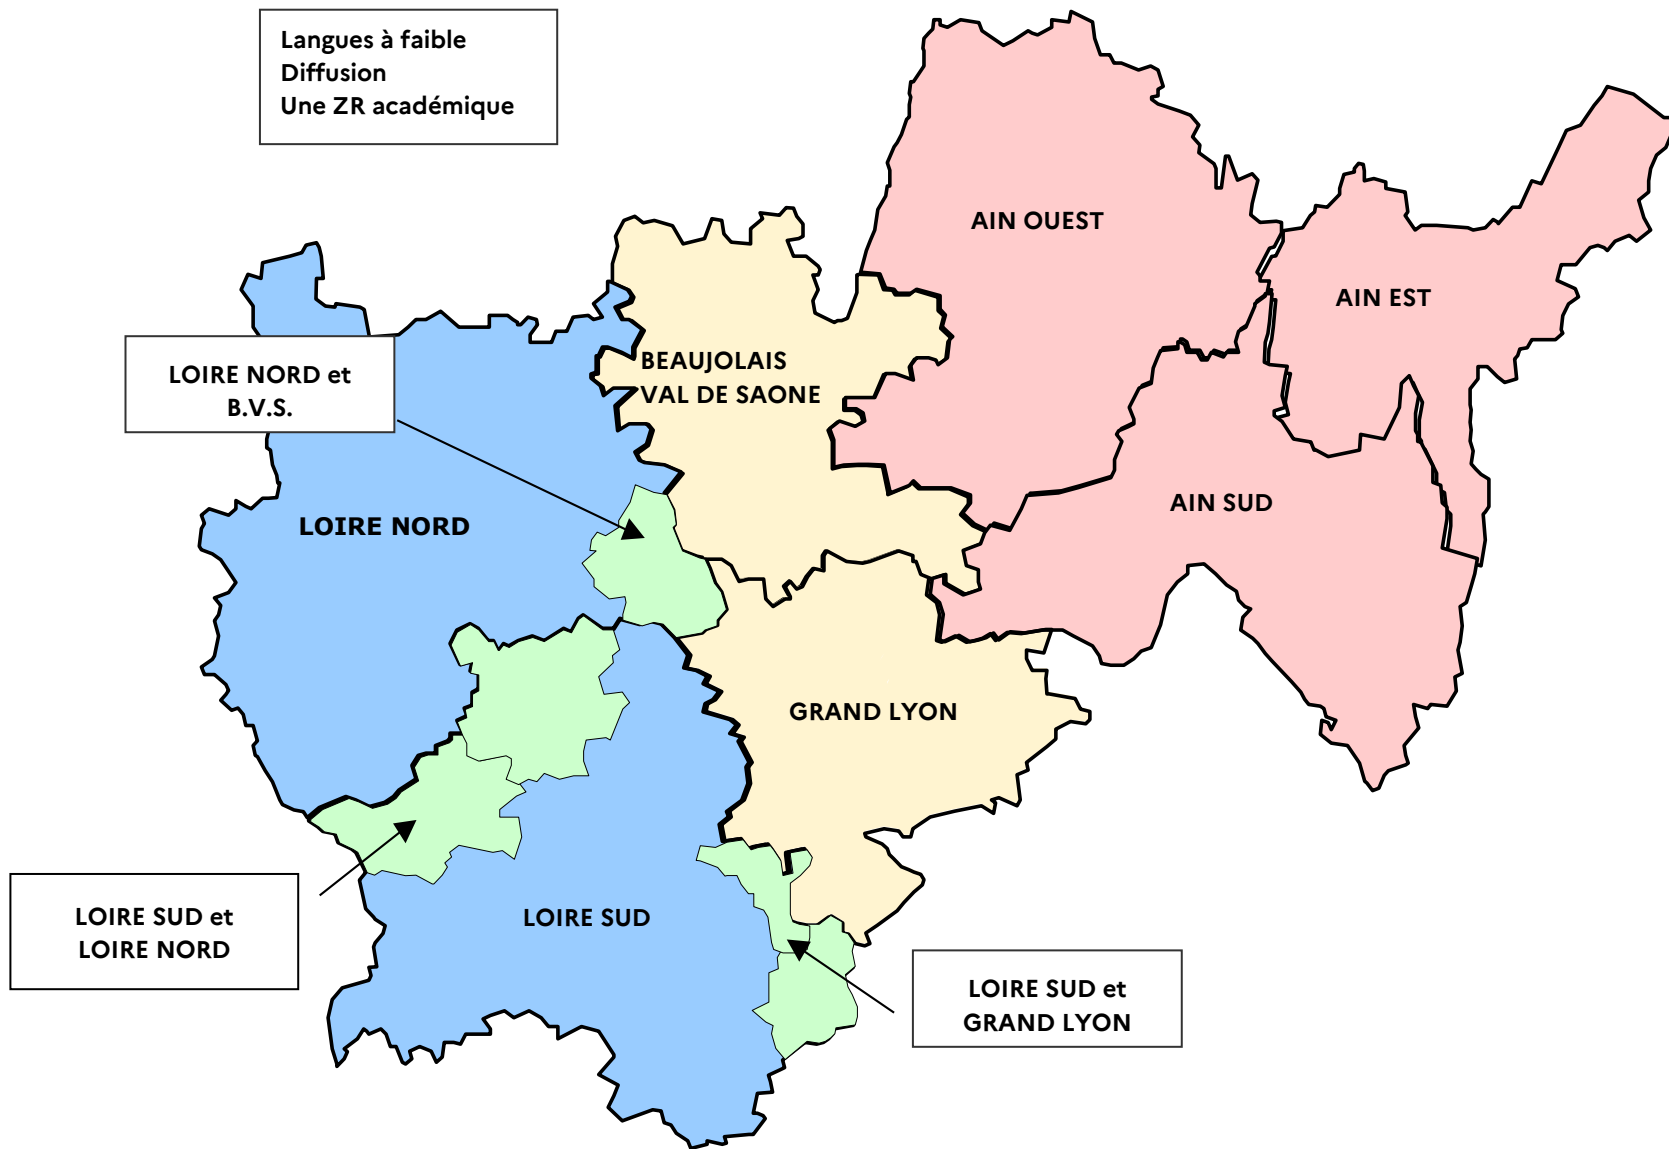 Langues à faible
Diffusion
Une ZR académique
AIN OUEST
AIN EST
BEAUJOLAIS
VAL DE SAONE
LOIRE NORD et
B.V.S.
AIN SUD
LOIRE NORD
GRAND LYON
LOIRE SUD et
LOIRE NORD
LOIRE SUD
LOIRE SUD et
GRAND LYON